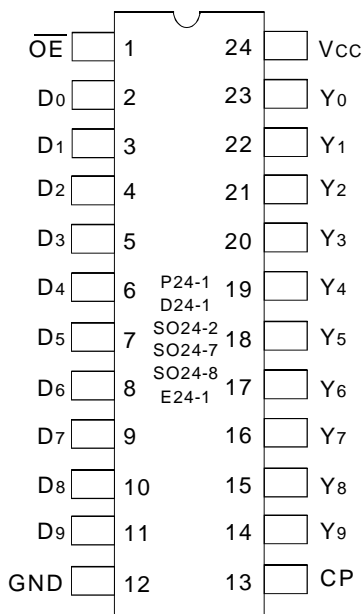 OE 1 24 Vcc
D0 2 23 Y0
D1 3 22 Y1
D2 4 21 Y2
D3 5 20 Y3
D4 6 P24-1 19 Y4
D24-1
D5 7 SO24-2 18 Y5
SO24-7
D6 8 SO24-8 17 Y6
E24-1
D7 9 16 Y7
D8 10 15 Y8
D9 11 14 Y9
GND 12 13 CP